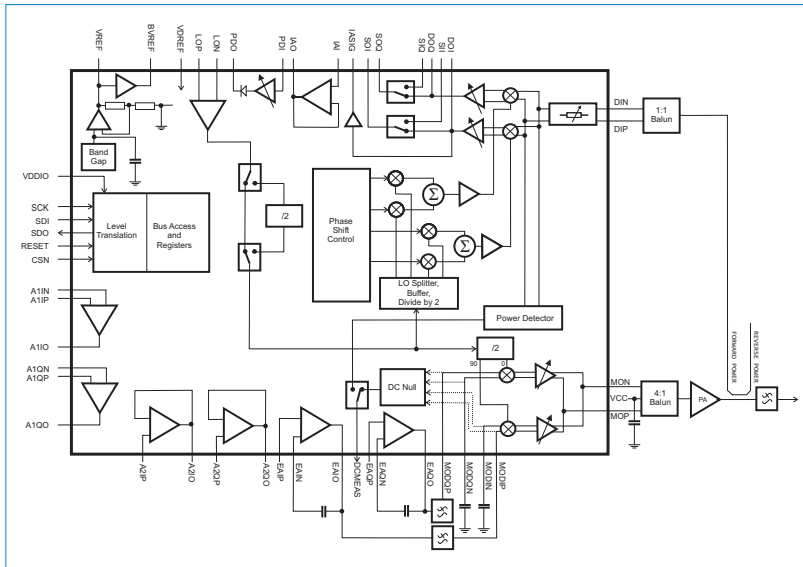 VREF
BVREF
VDREF
LOP
LON
PDO
PDI
IAO
IAI
IASIG
SOI
SOQ
SIQ
DOQ
SII
DOI
Band
Gap
DIN
DIP
1:1
Balun
VDDIO
SCK
SDI
SDO
RESET
CSN
Level
Translation
Bus Access
and
Registers
/2
Phase
Shift
Control
Σ
Σ
LO Splitter,
Buffer,
Divide by 2
Power Detector
A1IN
A1IP
A1IO
A1QN
A1QP
A1QO
/2
90
0
DC Null
MON
VCC
MOP
4:1
Balun
PA
FORWARD POWER
REVERSE POWER
A2IP
A2IO
A2QP
A2QO
EAIP
EAIN
EAIO
DCMEAS
EAQP
EAQN
EAQO
MODQP
MODQN
MODIN
MODIP